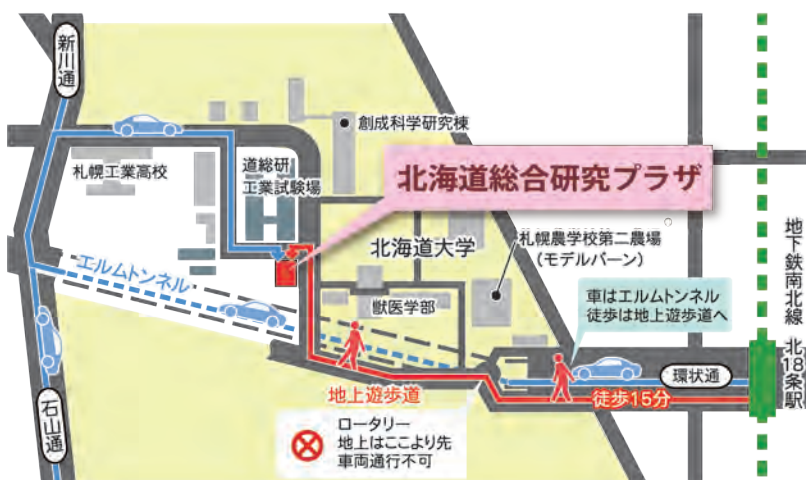 新川通
創成科学研究棟
札幌工業高校
道総研
工業試験場
北海道総合研究プラザ
北海道大学
札幌農学校第二農場
(モデルバーン)
エルムトンネル
獣医学部
車はエルムトンネル
徒歩は地上遊歩道へ
地下鉄南北線 北18条駅
環状通
地上遊歩道
徒歩15分
石山通
ロータリー
地上はここより先
車両通行不可